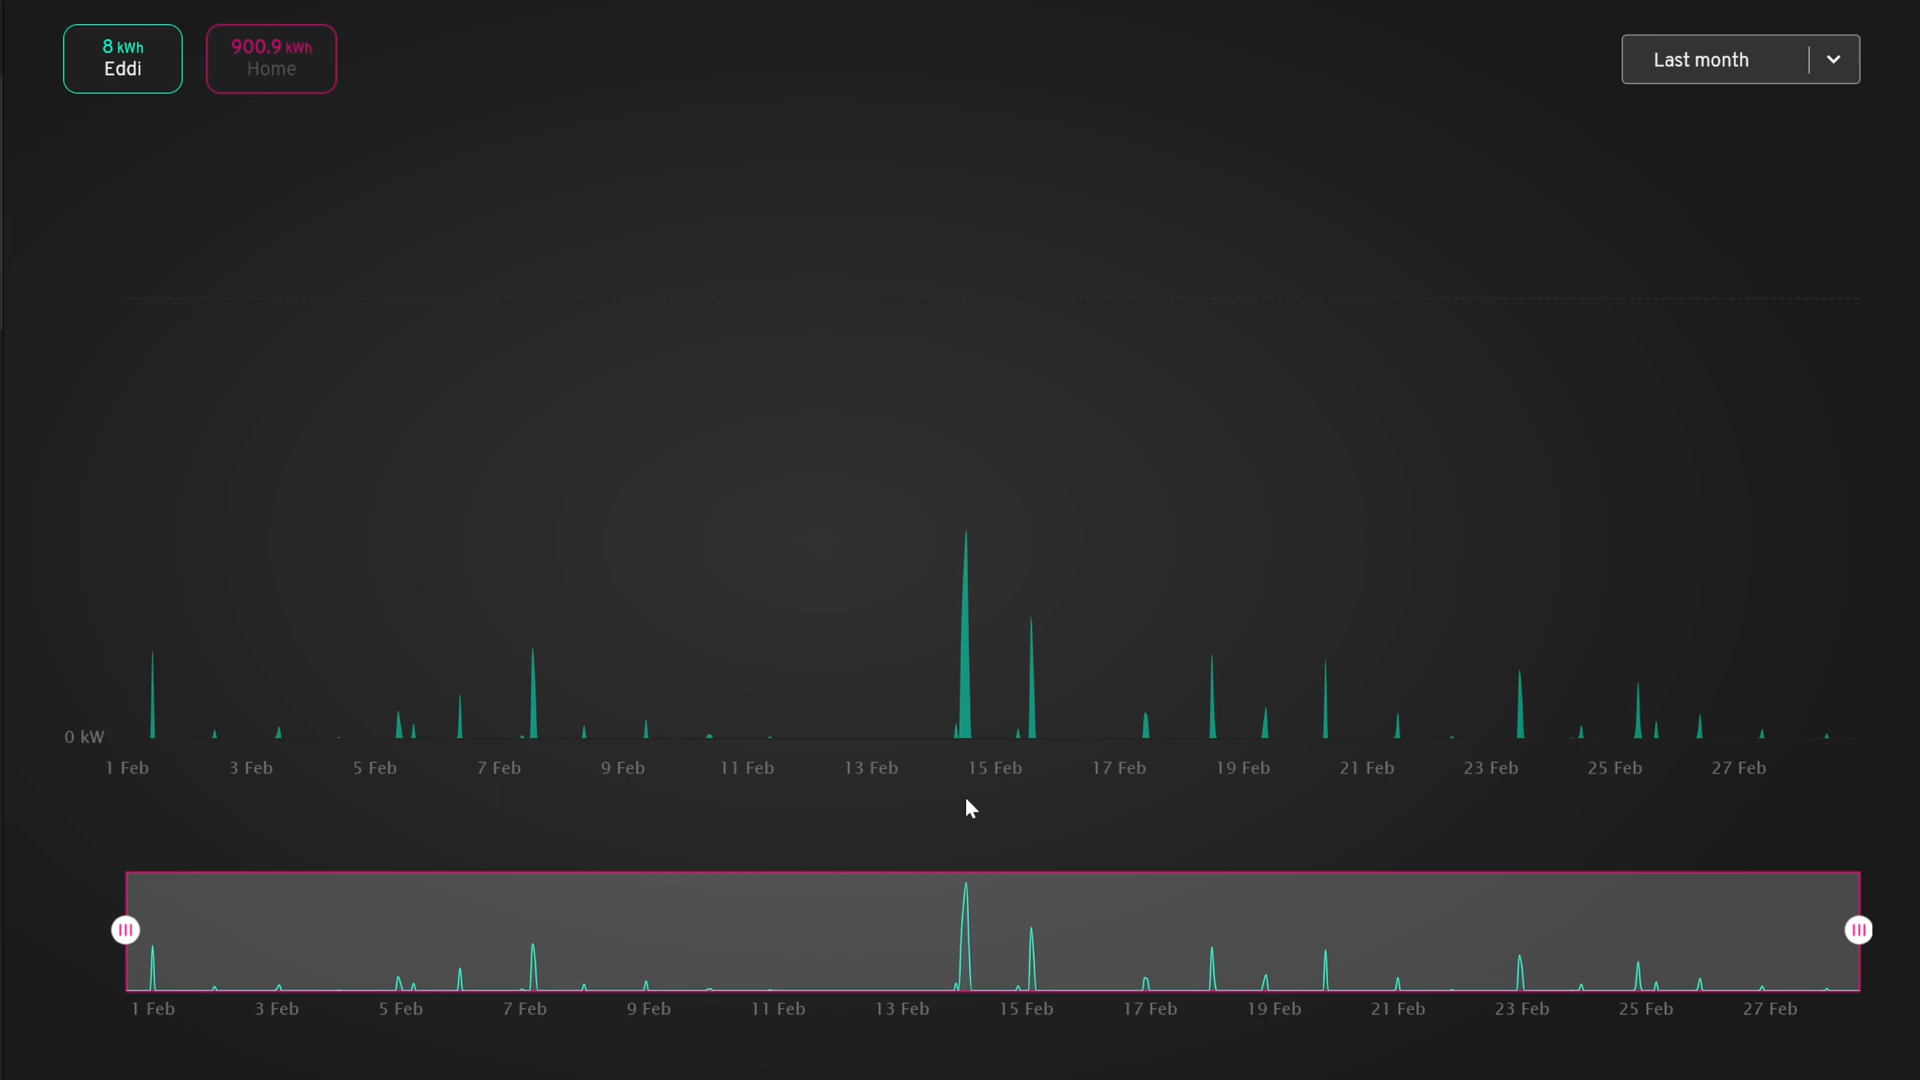 8 kWh
Eddi
900.9 kWh
Home
Last month
0 kW
1 Feb 3 Feb 5 Feb 7 Feb 9 Feb 11 Feb 13 Feb 15 Feb 17 Feb 19 Feb 21 Feb 23 Feb 25 Feb 27 Feb
1 Feb 3 Feb 5 Feb 7 Feb 9 Feb 11 Feb 13 Feb 15 Feb 17 Feb 19 Feb 21 Feb 23 Feb 25 Feb 27 Feb